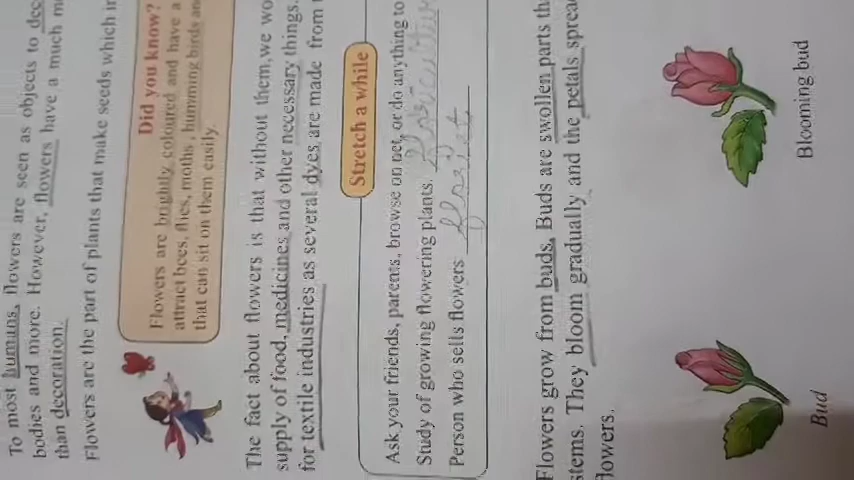 To most humans, flowers are seen as objects to dec
bodies and more. However, flowers have a much m
than decoration.
Flowers are the part of plants that make seeds which in
Did you know?
Flowers are brightly coloured and have a
attract bees, flies, moths, humming birds an
that can sit on them easily.
The fact about flowers is that without them, we wo
supply of food, medicines and other necessary things.
for textile industries as several dyes are made from
Stretch a while
Ask your friends, parents, browse on net, or do anything to
Study of growing flowering plants. Floricultur
Person who sells flowers florist
Flowers grow from buds. Buds are swollen parts th
stems. They bloom gradually and the petals sprea
flowers.
Bud
Blooming bud